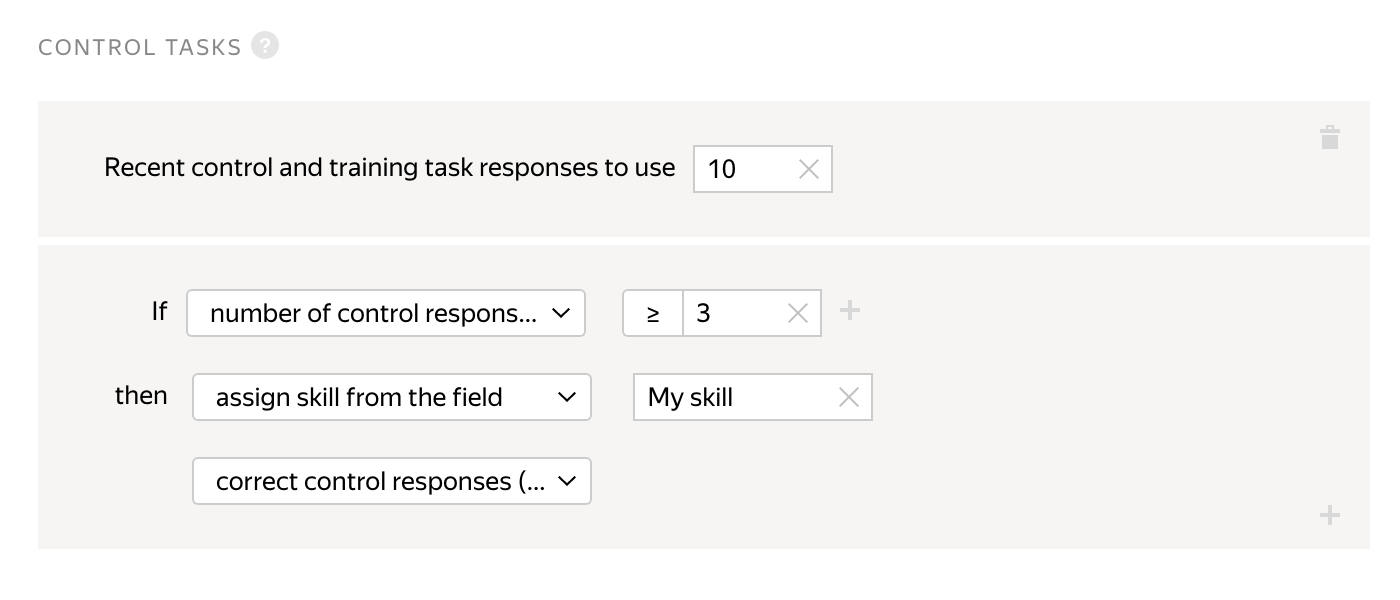 CONTROL TASKS ?
Recent control and training task responses to use 10
If number of control respons... ≥ 3
then assign skill from the field My skill
correct control responses (...